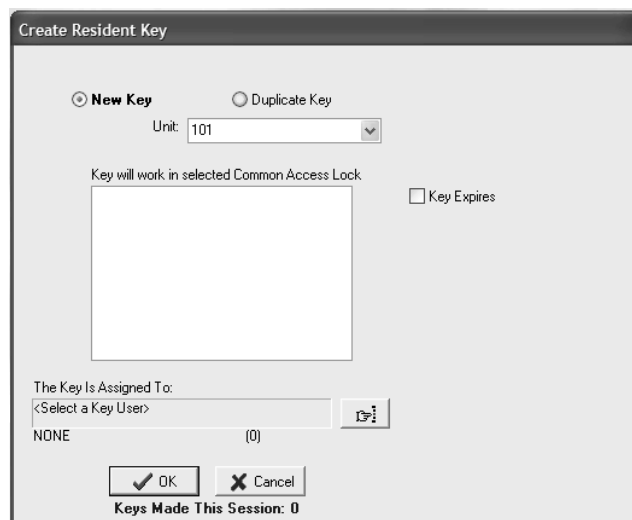 Create Resident Key
New Key Duplicate Key
Unit: 101
Key will work in selected Common Access Lock
Key Expires
The Key Is Assigned To:
<Select a Key User>
NONE (0)
OK Cancel
Keys Made This Session: 0